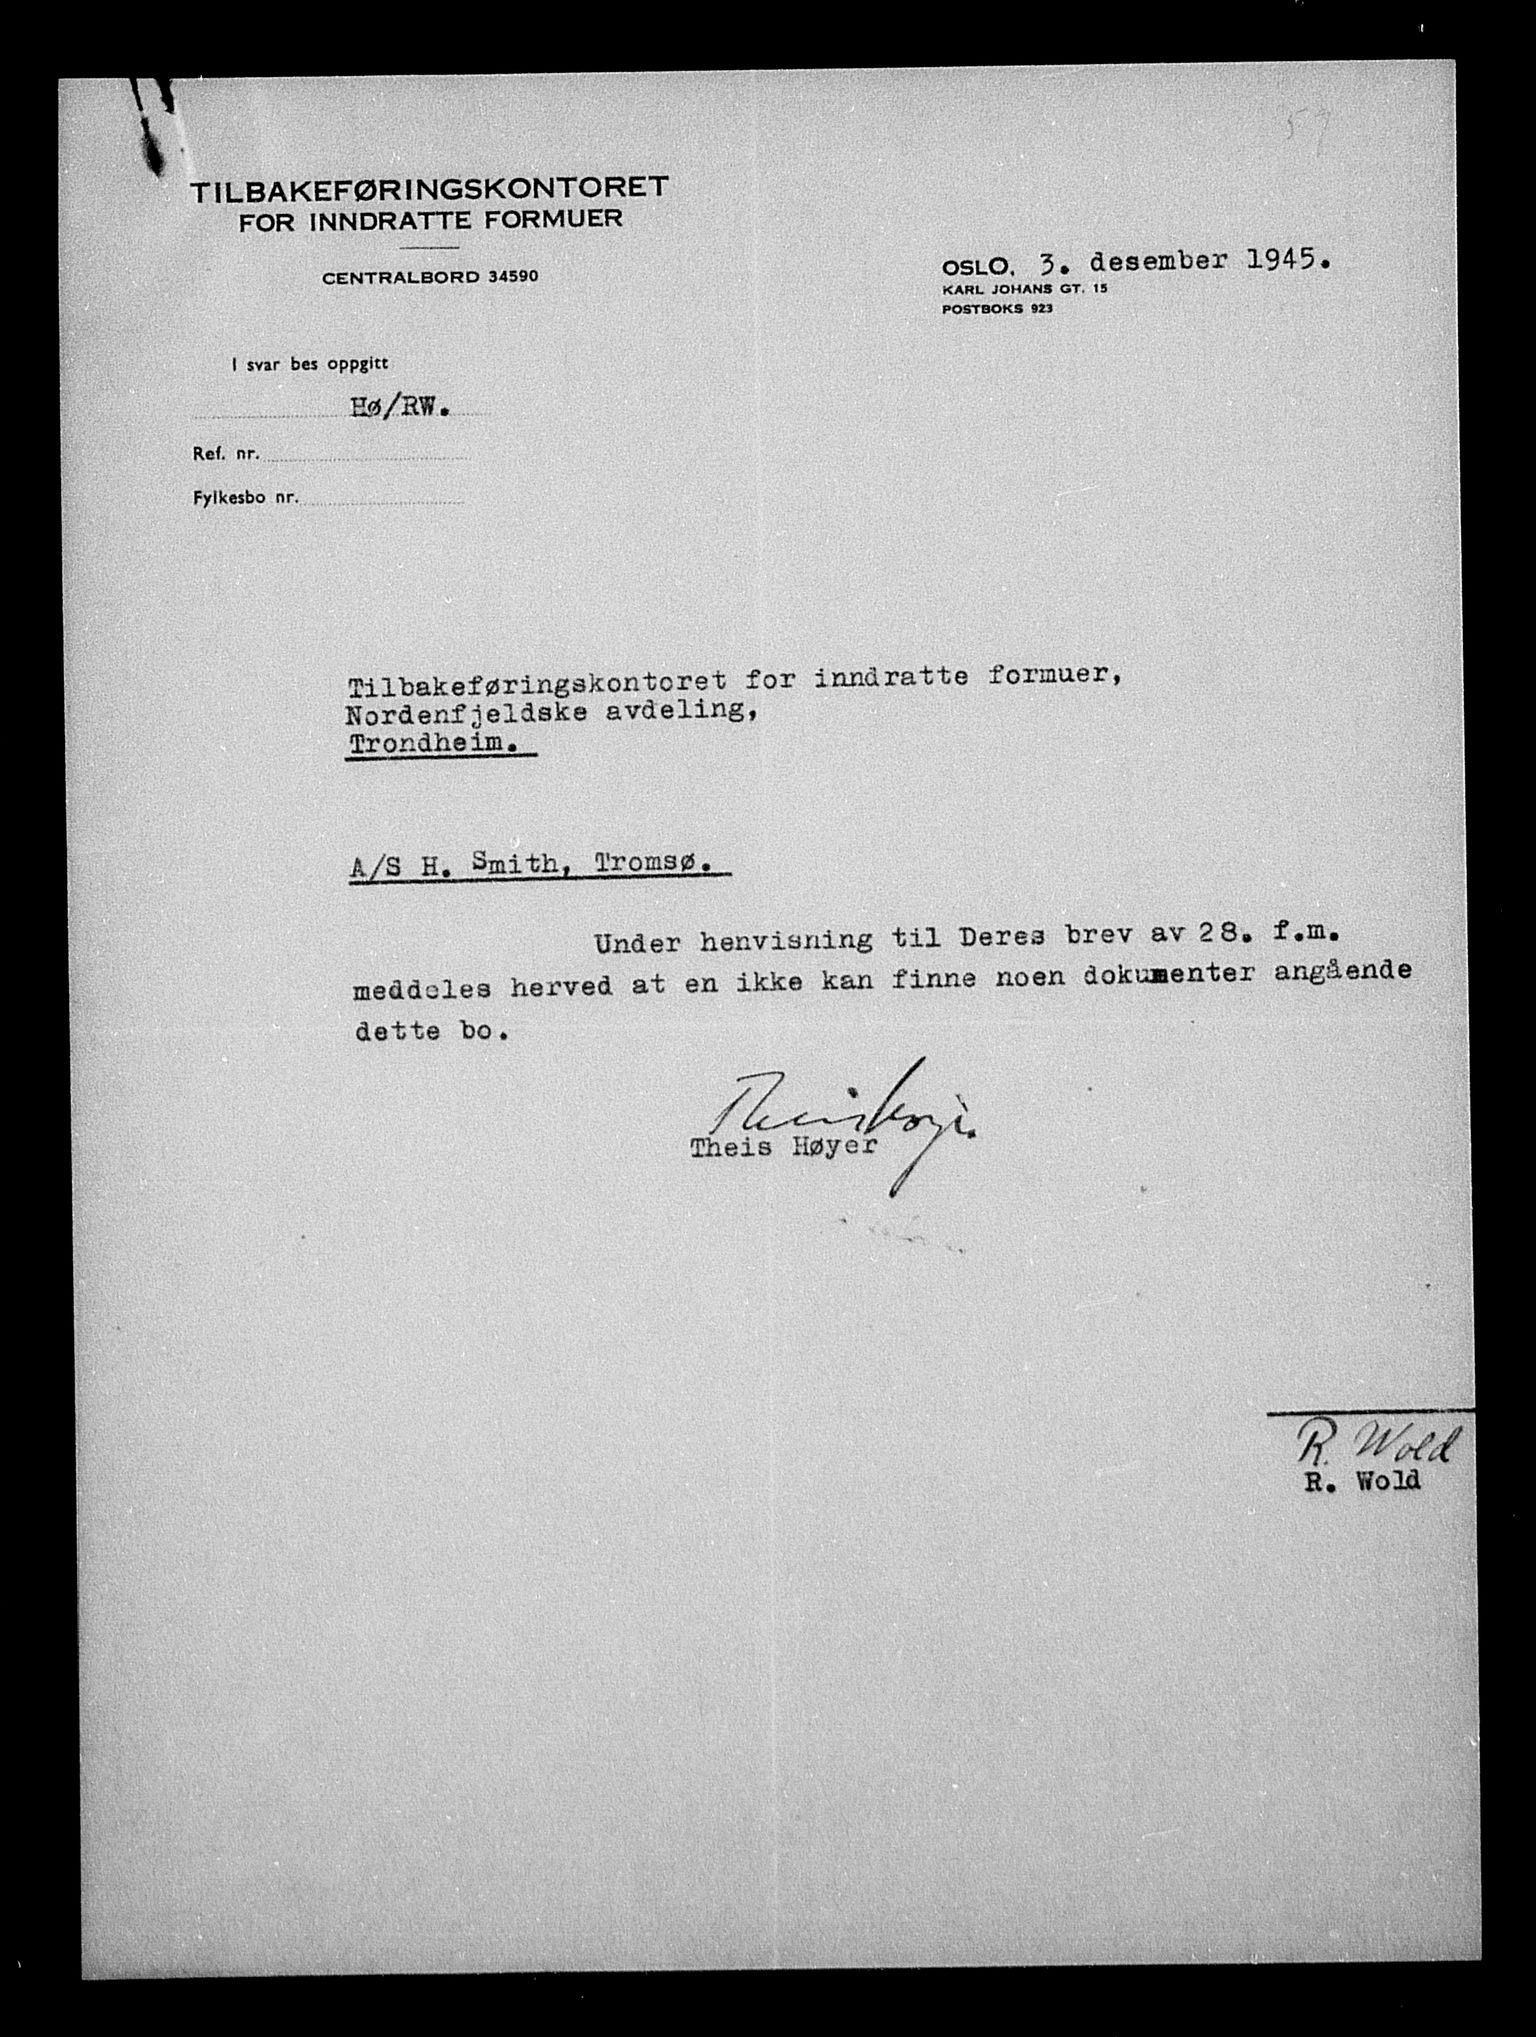 59
TILBAKEFØRINGSKONTORET
FOR INNDRATTE FORMUER
CENTRALBORD 34590
OSLO, 3. desember 1945.
KARL JOHANS GT. 15
POSTBOKS 923
I svar bes oppgitt
Hø/RW.
Ref. nr.
Fylkesbo nr.
Tilbakeføringskontoret for inndratte formuer,
Nordenfjeldske avdeling,
Trondheim.
A/S H. Smith, Tromsø.
Under henvisning til Deres brev av 28. f.m.
meddeles herved at en ikke kan finne noen dokumenter angående
dette bo.
Theis Høyer
Theis Høyer
R. Wold
R. Wold